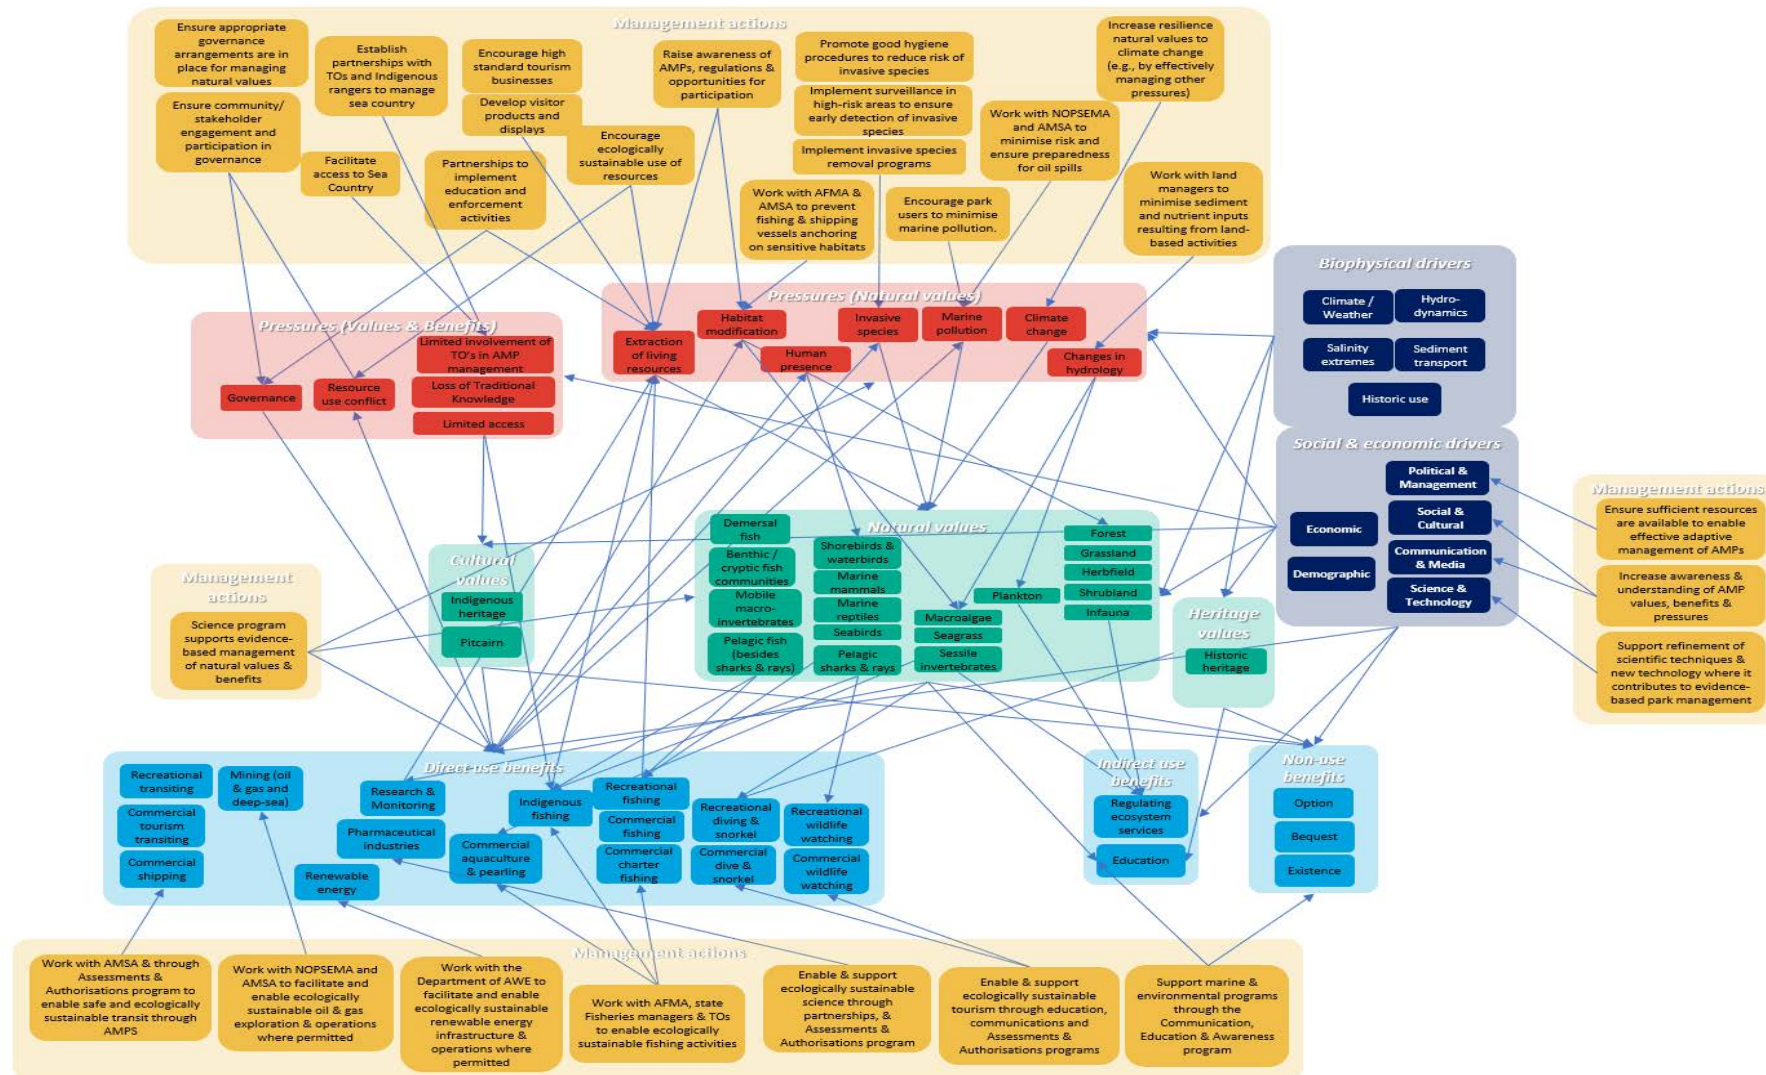 Management actions
Ensure appropriate
governance
arrangements are in
place for managing
natural values
Establish
partnerships with
TOs and Indigenous
rangers to manage
sea country
Encourage high
standard tourism
businesses
Raise awareness of
AMPs, regulations &
opportunities for
participation
Promote good hygiene
procedures to reduce risk of
invasive species
Increase resilience
natural values to
climate change
(e.g., by effectively
managing other
pressures)
Ensure community/
stakeholder
engagement and
participation in
governance
Develop visitor
products and
displays
Implement surveillance in
high-risk areas to ensure
early detection of invasive
species
Work with NOPSEMA
and AMSA to
minimise risk and
ensure preparedness
for oil spills
Facilitate
access to Sea
Country
Partnerships to
implement
education and
enforcement
activities
Encourage
ecologically
sustainable use of
resources
Implement invasive species
removal programs
Work with AFMA &
AMSA to prevent
fishing & shipping
vessels anchoring
on sensitive habitats
Encourage park
users to minimise
marine pollution.
Work with land
managers to
minimise sediment
and nutrient inputs
resulting from land-
based activities
Biophysical drivers
Climate /
Weather
Hydro-
dynamics
Salinity
extremes
Sediment
transport
Historic use
Pressures (Values & Benefits)
Limited involvement of
TO's in AMP
management
Governance
Resource
use conflict
Loss of Traditional
Knowledge
Limited access
Pressures (Natural values)
Extraction
of living
resources
Habitat
modification
Human
presence
Invasive
species
Marine
pollution
Climate
change
Changes in
hydrology
Social & economic drivers
Political &
Management
Economic
Social &
Cultural
Communication
& Media
Demographic
Science &
Technology
Management actions
Ensure sufficient resources
are available to enable
effective adaptive
management of AMPs
Increase awareness &
understanding of AMP
values, benefits &
pressures
Support refinement of
scientific techniques &
new technology where it
contributes to evidence-
based park management
Management
actions
Science program
supports evidence-
based management
of natural values &
benefits
Cultural
values
Indigenous
heritage
Pitcairn
Natural values
Demersal
fish
Benthic /
cryptic fish
communities
Mobile
macro-
invertebrates
Pelagic fish
(besides
sharks & rays)
Shorebirds &
waterbirds
Marine
mammals
Marine
reptiles
Seabirds
Pelagic
sharks & rays
Macroalgae
Seagrass
Sessile
invertebrates
Plankton
Forest
Grassland
Herbfield
Shrubland
Infauna
Heritage
values
Historic
heritage
Direct-use benefits
Recreational
transiting
Commercial
tourism
transiting
Commercial
shipping
Mining (oil
& gas and
deep-sea)
Renewable
energy
Research &
Monitoring
Pharmaceutical
industries
Indigenous
fishing
Commercial
aquaculture
& pearling
Recreational
fishing
Commercial
fishing
Commercial
charter
fishing
Recreational
diving &
snorkel
Commercial
dive &
snorkel
Recreational
wildlife
watching
Commercial
wildlife
watching
Indirect use
benefits
Regulating
ecosystem
services
Education
Non-use
benefits
Option
Bequest
Existence
Management actions
Work with AMSA & through
Assessments &
Authorisations program to
enable safe and ecologically
sustainable transit through
AMPS
Work with NOPSEMA and
AMSA to facilitate and
enable ecologically
sustainable oil & gas
exploration & operations
where permitted
Work with the
Department of AWE to
facilitate and enable
ecologically sustainable
renewable energy
infrastructure &
operations where
permitted
Work with AFMA, state
Fisheries managers & TOs
to enable ecologically
sustainable fishing activities
Enable & support
ecologically sustainable
science through
partnerships, &
Assessments &
Authorisations program
Enable & support
ecologically sustainable
tourism through education,
communications and
Assessments &
Authorisations programs
Support marine &
environmental programs
through the
Communication,
Education & Awareness
program